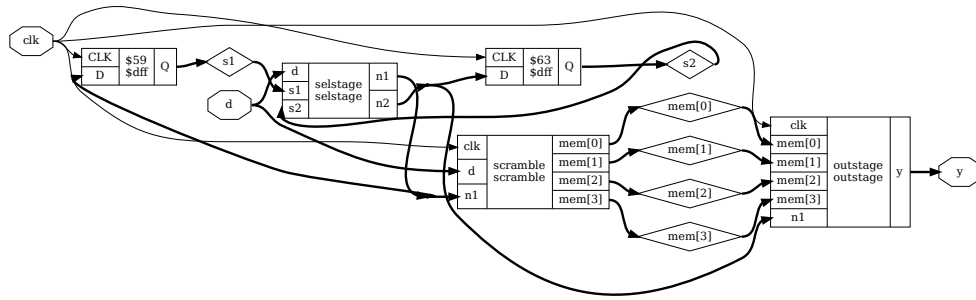 clk
CLK
D
$59
$dff
Q
s1
d
d
s1
s2
selstage
selstage
n1
n2
CLK
D
$63
$dff
Q
s2
clk
d
n1
scramble
scramble
mem[0]
mem[1]
mem[2]
mem[3]
mem[0]
mem[1]
mem[2]
mem[3]
clk
mem[0]
mem[1]
mem[2]
mem[3]
n1
outstage
outstage
y
y